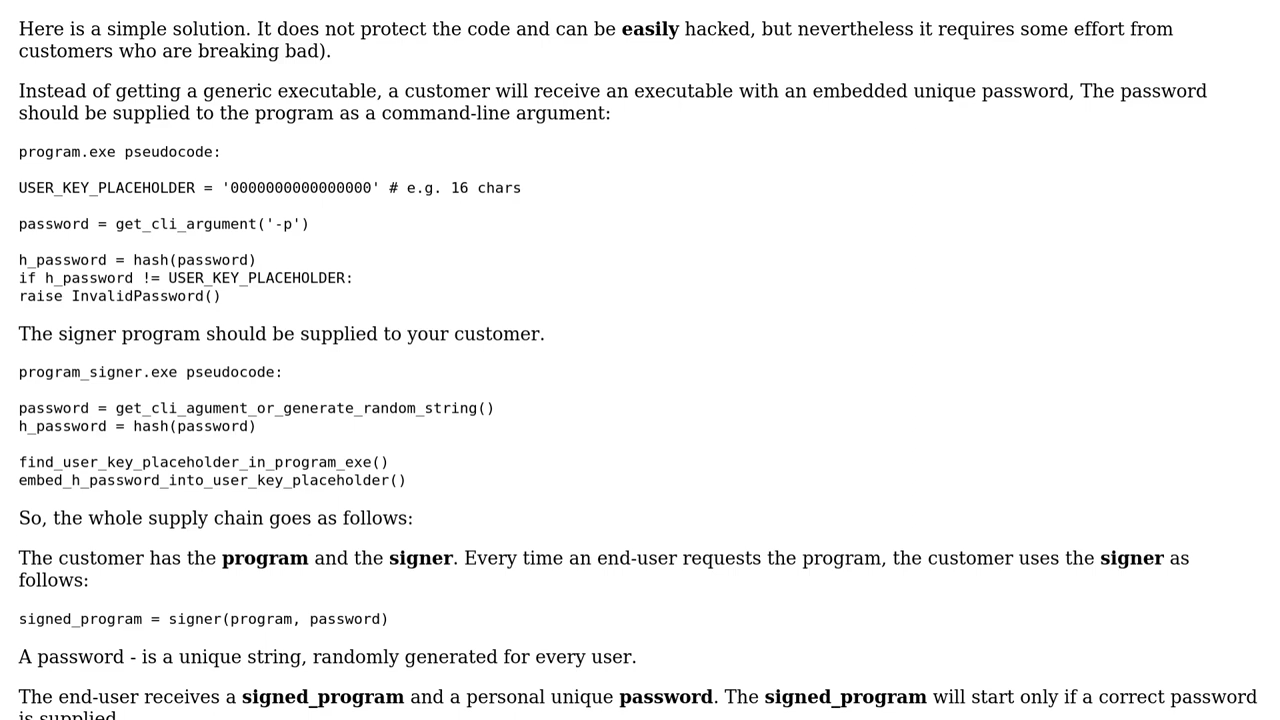 Here is a simple solution. It does not protect the code and can be easily hacked, but nevertheless it requires some effort from
customers who are breaking bad).
Instead of getting a generic executable, a customer will receive an executable with an embedded unique password, The password
should be supplied to the program as a command-line argument:
program.exe pseudocode:
USER_KEY_PLACEHOLDER = '0000000000000000' # e.g. 16 chars
password = get_cli_argument('-p')
h_password = hash(password)
if h_password != USER_KEY_PLACEHOLDER:
raise InvalidPassword()
The signer program should be supplied to your customer.
program_signer.exe pseudocode:
password = get_cli_agument_or_generate_random_string()
h_password = hash(password)
find_user_key_placeholder_in_program_exe()
embed_h_password_into_user_key_placeholder()
So, the whole supply chain goes as follows:
The customer has the program and the signer. Every time an end-user requests the program, the customer uses the signer as
follows:
signed_program = signer(program, password)
A password - is a unique string, randomly generated for every user.
The end-user receives a signed_program and a personal unique password. The signed_program will start only if a correct password
is supplied